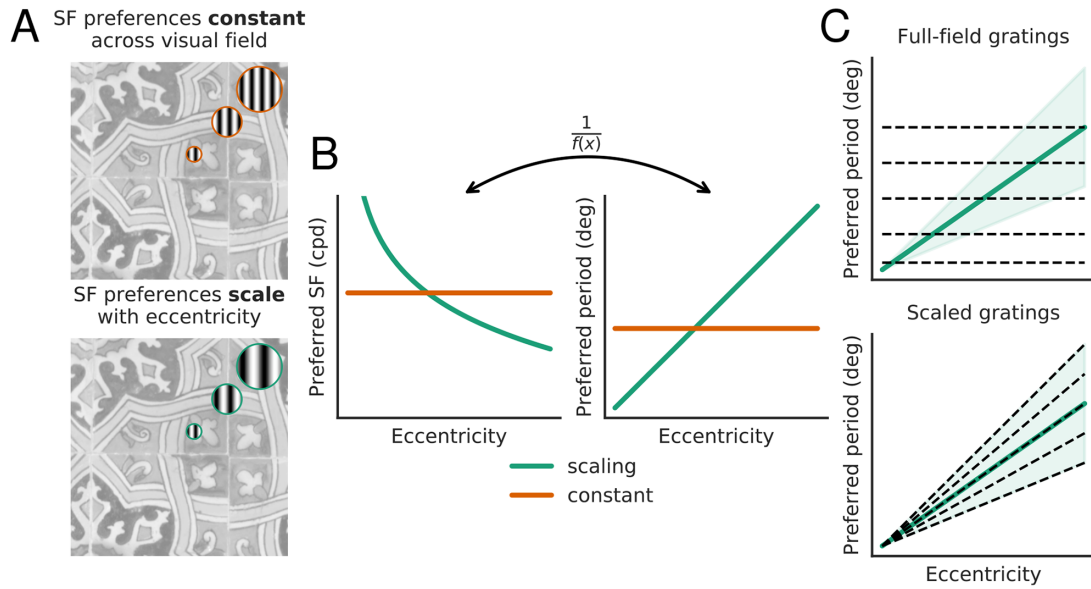 A
SF preferences constant
across visual field
SF preferences scale
with eccentricity
B
1
f(x)
Preferred SF (cpd)
Eccentricity
Preferred period (deg)
Eccentricity
scaling
constant
C
Full-field gratings
Preferred period (deg)
Scaled gratings
Preferred period (deg)
Eccentricity